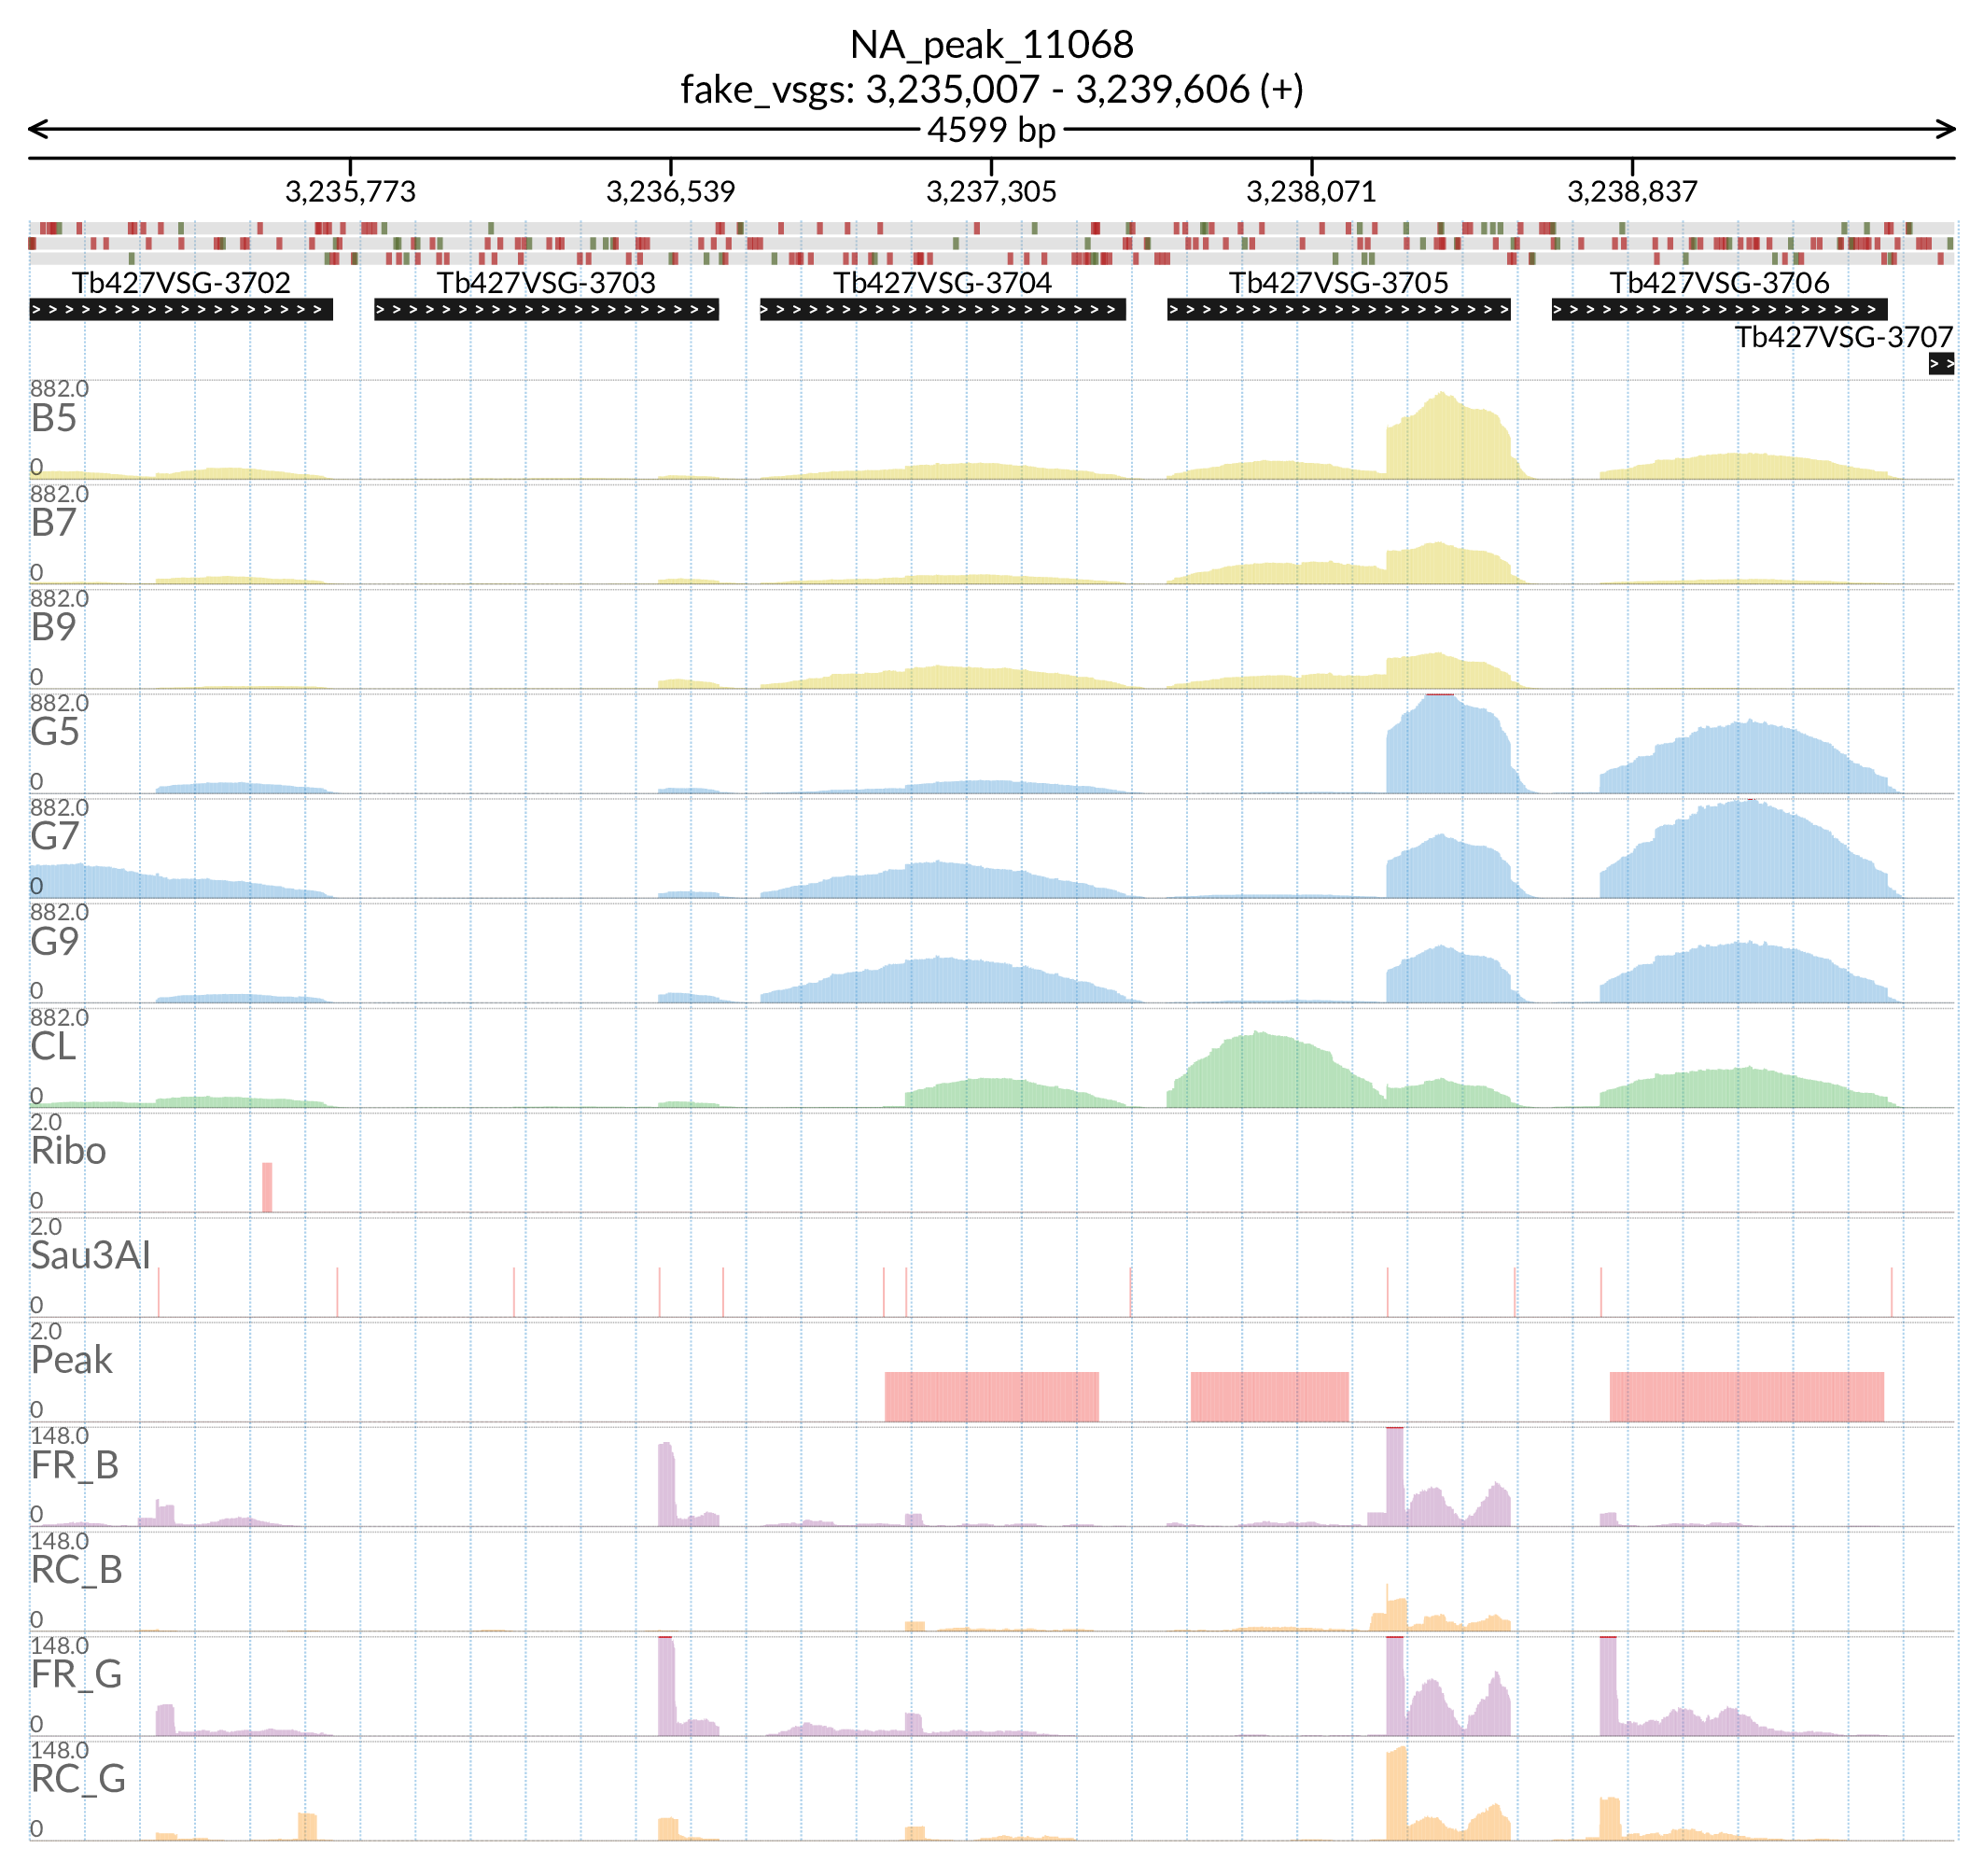 NA_peak_11068
fake_vsgs: 3,235,007 - 3,239,606 (+)
4599 bp
3,235,773 3,236,539 3,237,305 3,238,071 3,238,837
Tb427VSG-3702 Tb427VSG-3703 Tb427VSG-3704 Tb427VSG-3705 Tb427VSG-3706
Tb427VSG-3707
882.0
B5
0
882.0
B7
0
882.0
B9
0
882.0
G5
0
882.0
G7
0
882.0
G9
0
882.0
CL
0
2.0
Ribo
0
2.0
Sau3AI
0
2.0
Peak
0
148.0
FR_B
0
148.0
RC_B
0
148.0
FR_G
0
148.0
RC_G
0